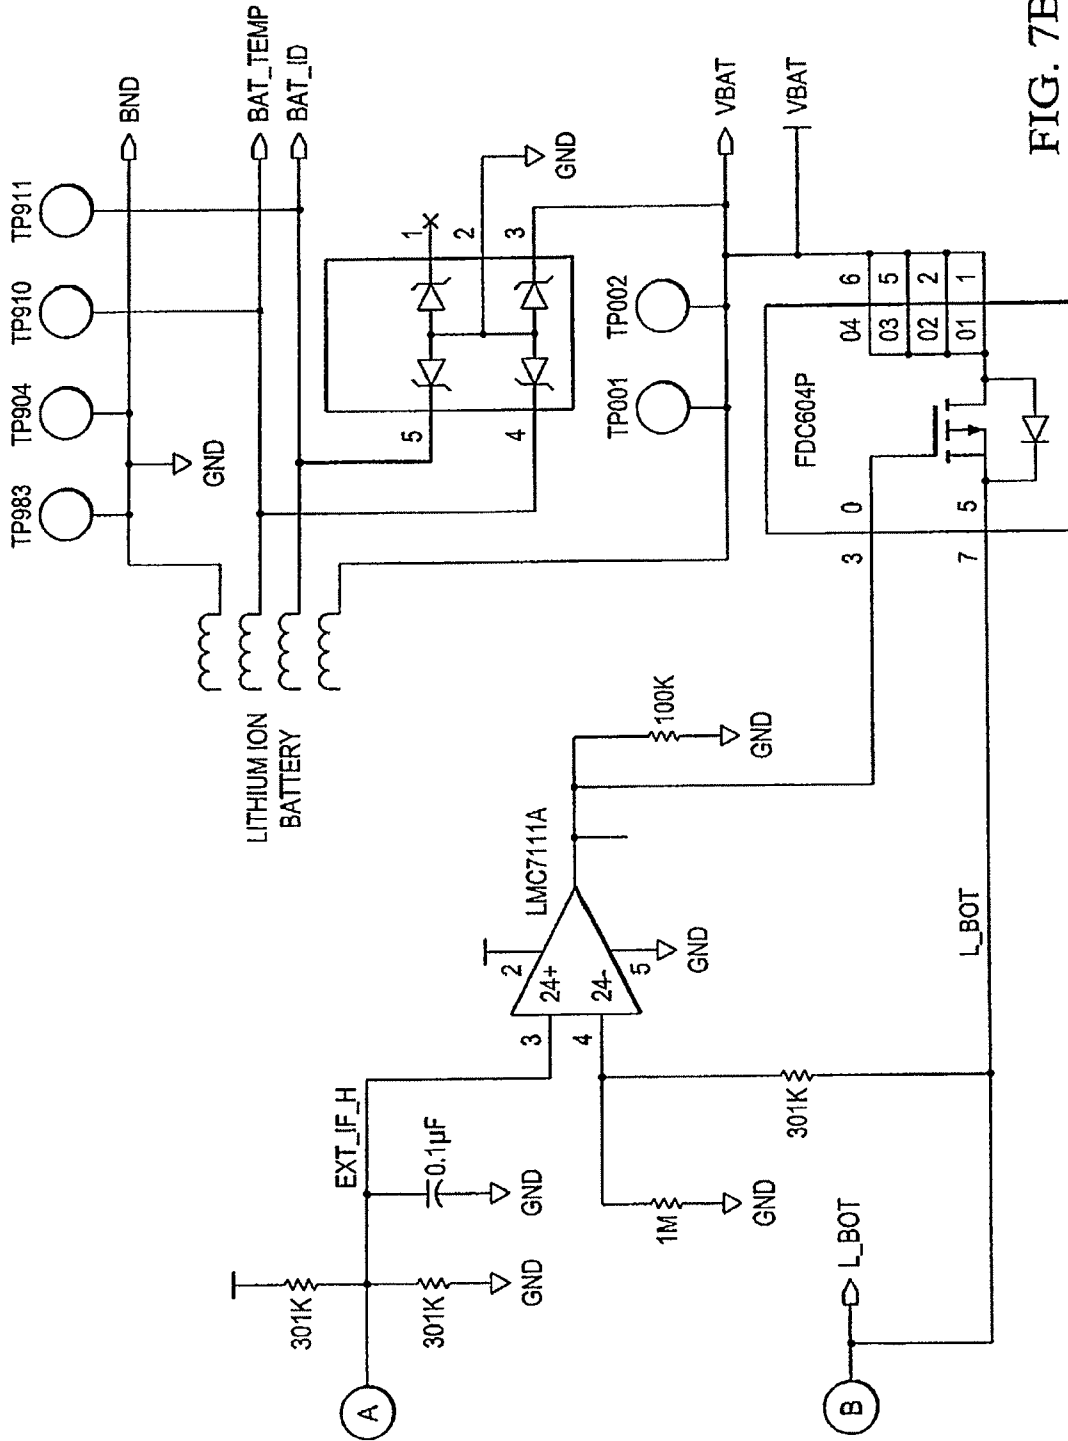 TP983
TP904
TP910
TP911
BND
GND
BAT_TEMP
BAT_ID
LITHIUM ION
BATTERY
5
4
1
2
3
GND
TP001
TP002
VBAT
VBAT
A
301K
301K
GND
EXT_IF_H
0.1µF
GND
3
4
24+
24-
2
5
LMC7111A
GND
100K
GND
1M
GND
301K
L_BOT
B
L_BOT
3
0
7
5
FDC604P
04
03
02
01
6
5
2
1
FIG. 7B